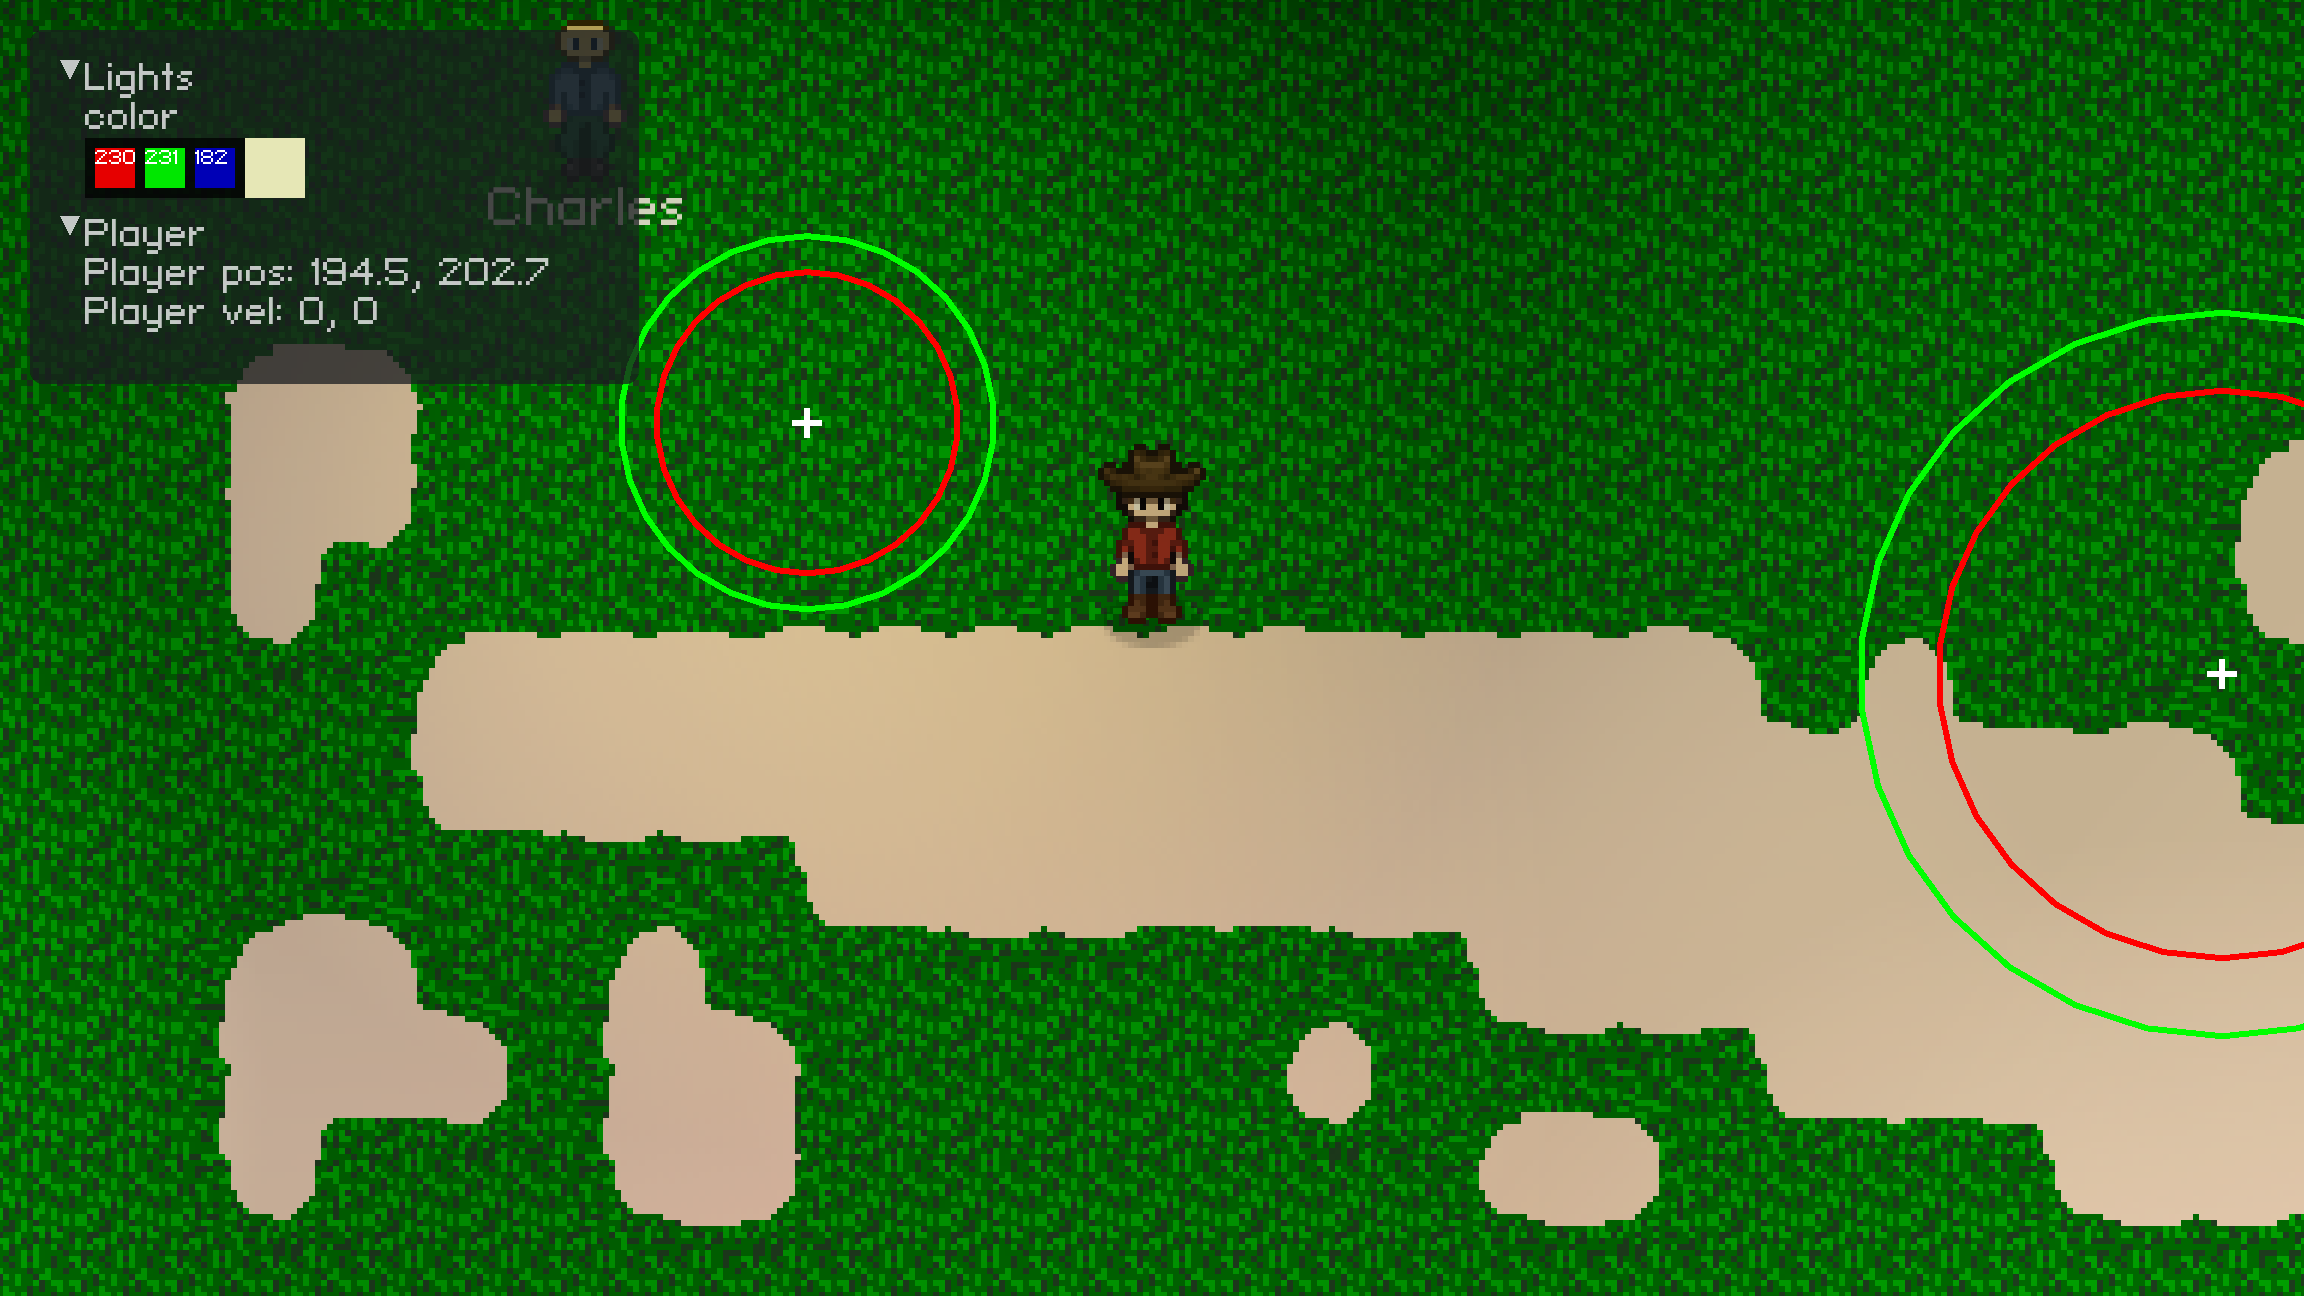 Lights
color
230 231 182
Charles
Player
Player pos: 194.5, 202.7
Player vel: 0, 0